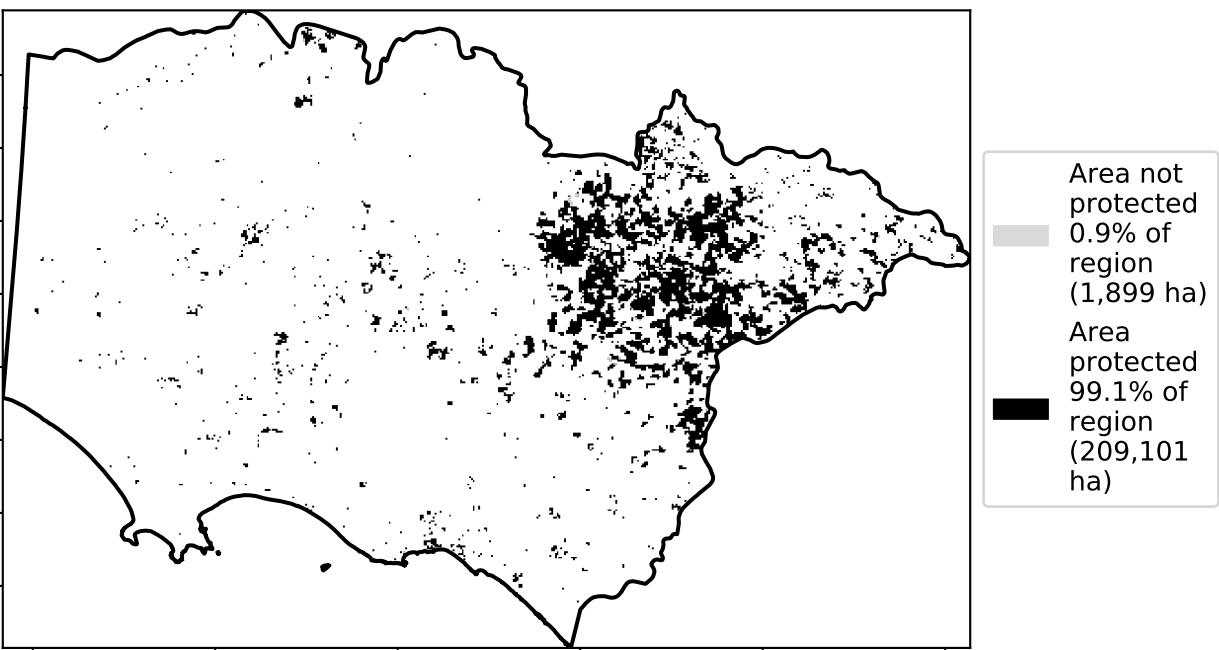 Area not
protected
0.9% of
region
(1,899 ha)
Area
protected
99.1% of
region
(209,101
ha)